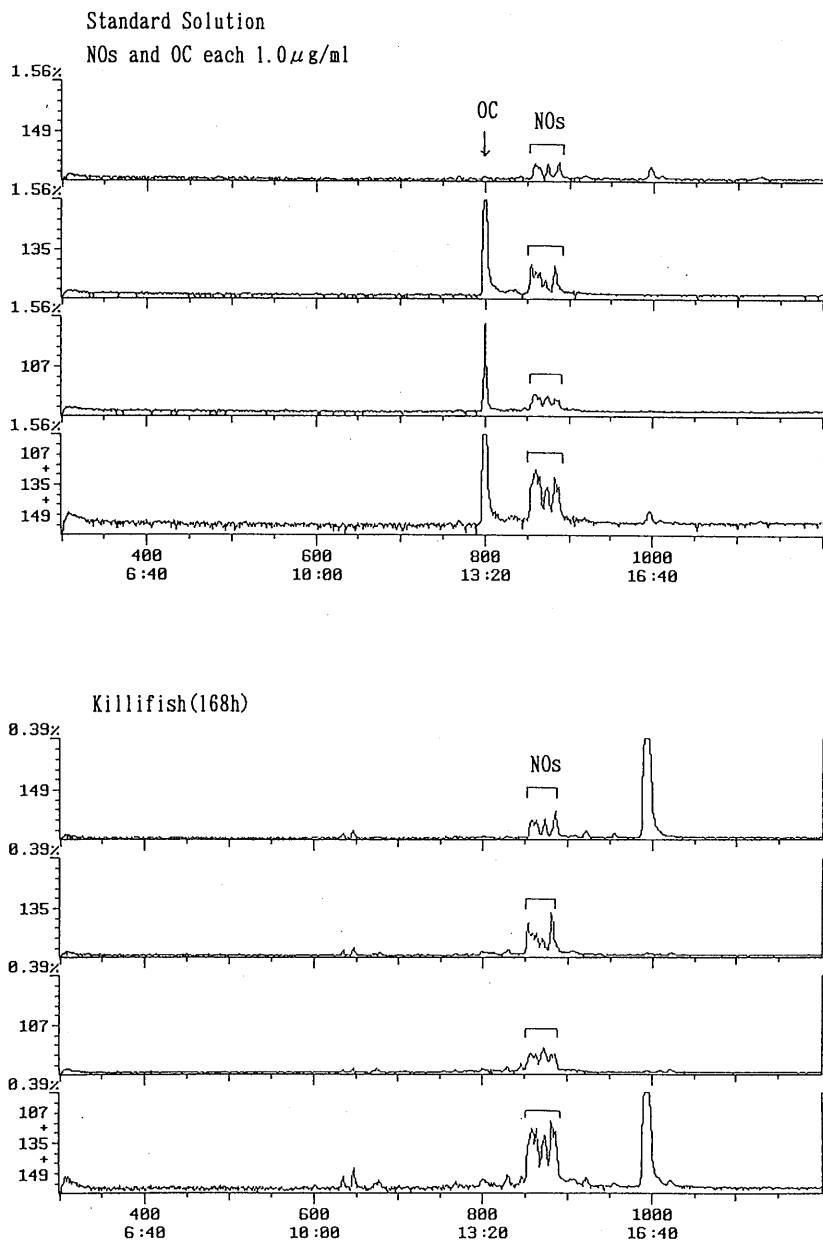 Standard Solution
NOs and OC each 1.0μg/ml
1.56%
OC
NOs
149
1.56%
135
1.56%
107
1.56%
107
+
135
+
149
400 600 800 1000
6:40 10:00 13:20 16:40
Killifish(168h)
0.39%
NOs
149
0.39%
135
0.39%
107
0.39%
107
+
135
+
149
400 600 800 1000
6:40 10:00 13:20 16:40